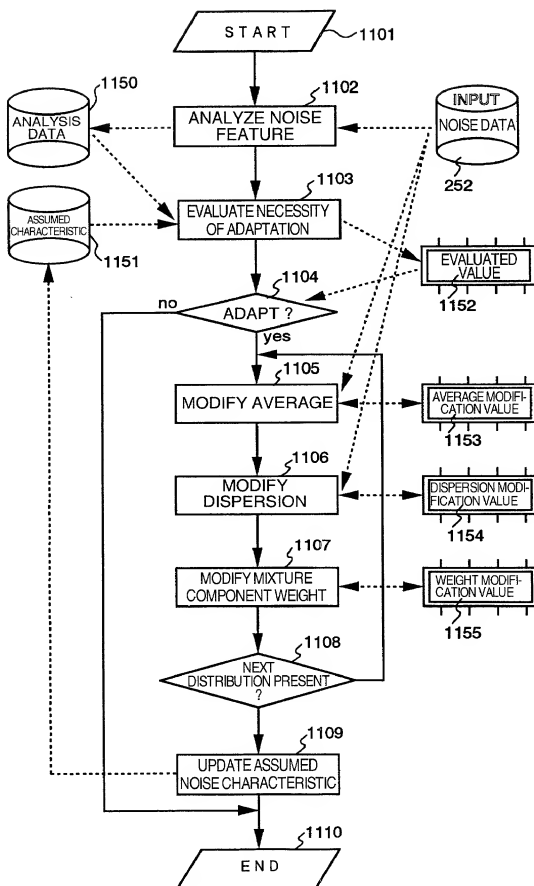 START
1101
1150
ANALYSIS
DATA
1102
ANALYZE NOISE
FEATURE
INPUT
NOISE DATA
252
ASSUMED
CHARACTERISTIC
1151
1103
EVALUATE NECESSITY
OF ADAPTATION
EVALUATED
VALUE
1152
1104
no
ADAPT ?
yes
1105
MODIFY AVERAGE
AVERAGE MODIFI-
CATION VALUE
1153
1106
MODIFY
DISPERSION
DISPERSION MODI-
FICATION VALUE
1154
1107
MODIFY MIXTURE
COMPONENT WEIGHT
WEIGHT MODIFI-
CATION VALUE
1155
1108
NEXT
DISTRIBUTION PRESENT
?
1109
UPDATE ASSUMED
NOISE CHARACTERISTIC
1110
END